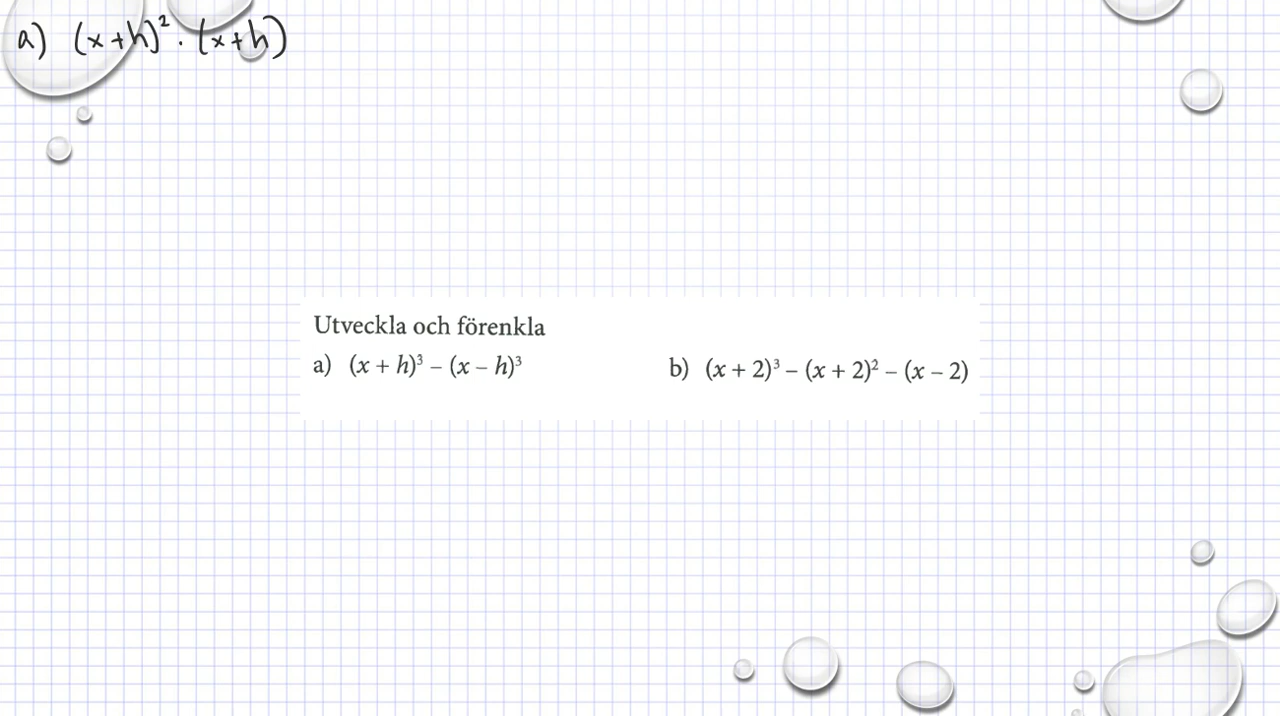 a) (x+h)² · (x+h)
Utveckla och förenkla
a) (x + h)³ – (x – h)³ b) (x + 2)³ – (x + 2)² – (x – 2)